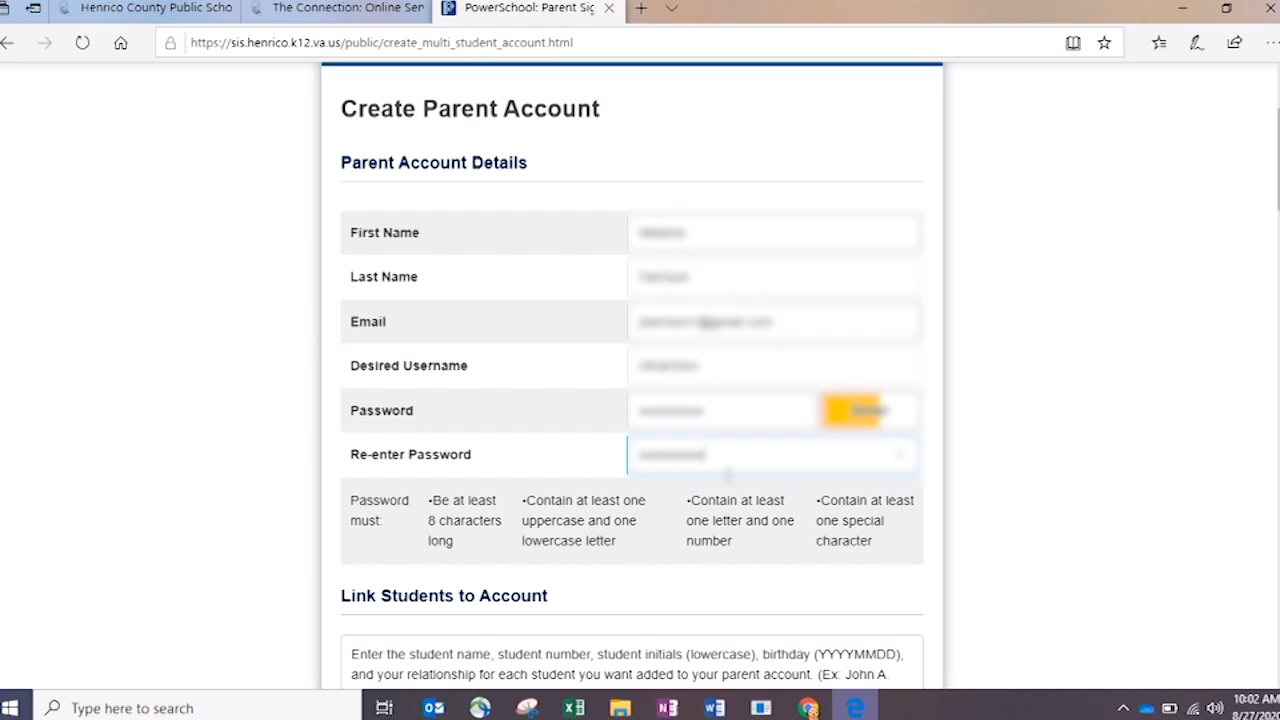 Henrico County Public Scho
The Connection: Online Ser
PowerSchool: Parent Sig
https://sis.henrico.k12.va.us/public/create_multi_student_account.html
Create Parent Account
Parent Account Details
First Name
Last Name
Email
Desired Username
Password
Re-enter Password
Password must:
•Be at least 8 characters long
•Contain at least one uppercase and one lowercase letter
•Contain at least one letter and one number
•Contain at least one special character
Link Students to Account
Enter the student name, student number, student initials (lowercase), birthday (YYYYMMDD),
and your relationship for each student you want added to your parent account. (Ex: John A.
Type here to search
10:02 AM